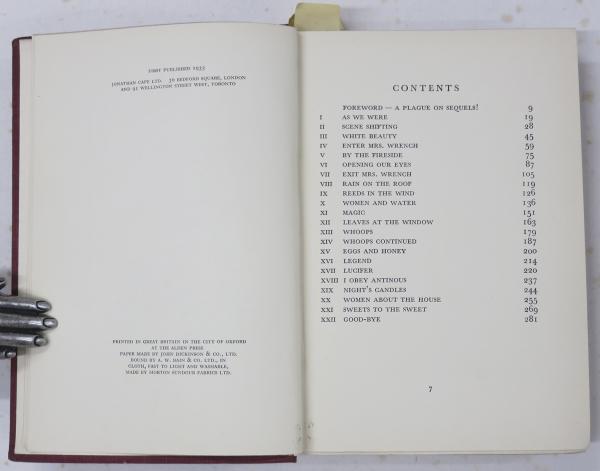 FIRST PUBLISHED 1933
JONATHAN CAPE LTD. 30 BEDFORD SQUARE, LONDON
AND 91 WELLINGTON STREET WEST, TORONTO
PRINTED IN GREAT BRITAIN IN THE CITY OF OXFORD
AT THE ALDEN PRESS
PAPER MADE BY JOHN DICKINSON & CO., LTD.
BOUND BY A. W. BAIN & CO. LTD., IN
CLOTH, FAST TO LIGHT AND WASHABLE,
MADE BY MORTON SUNDOUR FABRICS LTD.
CONTENTS
FOREWORD — A PLAGUE ON SEQUELS! 9
I AS WE WERE 19
II SCENE SHIFTING 28
III WHITE BEAUTY 45
IV ENTER MRS. WRENCH 59
V BY THE FIRESIDE 75
VI OPENING OUR EYES 87
VII EXIT MRS. WRENCH 105
VIII RAIN ON THE ROOF 119
IX REEDS IN THE WIND 126
X WOMEN AND WATER 136
XI MAGIC 151
XII LEAVES AT THE WINDOW 163
XIII WHOOPS 179
XIV WHOOPS CONTINUED 187
XV EGGS AND HONEY 200
XVI LEGEND 214
XVII LUCIFER 220
XVIII I OBEY ANTINOUS 237
XIX NIGHT'S CANDLES 244
XX WOMEN ABOUT THE HOUSE 255
XXI SWEETS TO THE SWEET 269
XXII GOOD-BYE 281
7